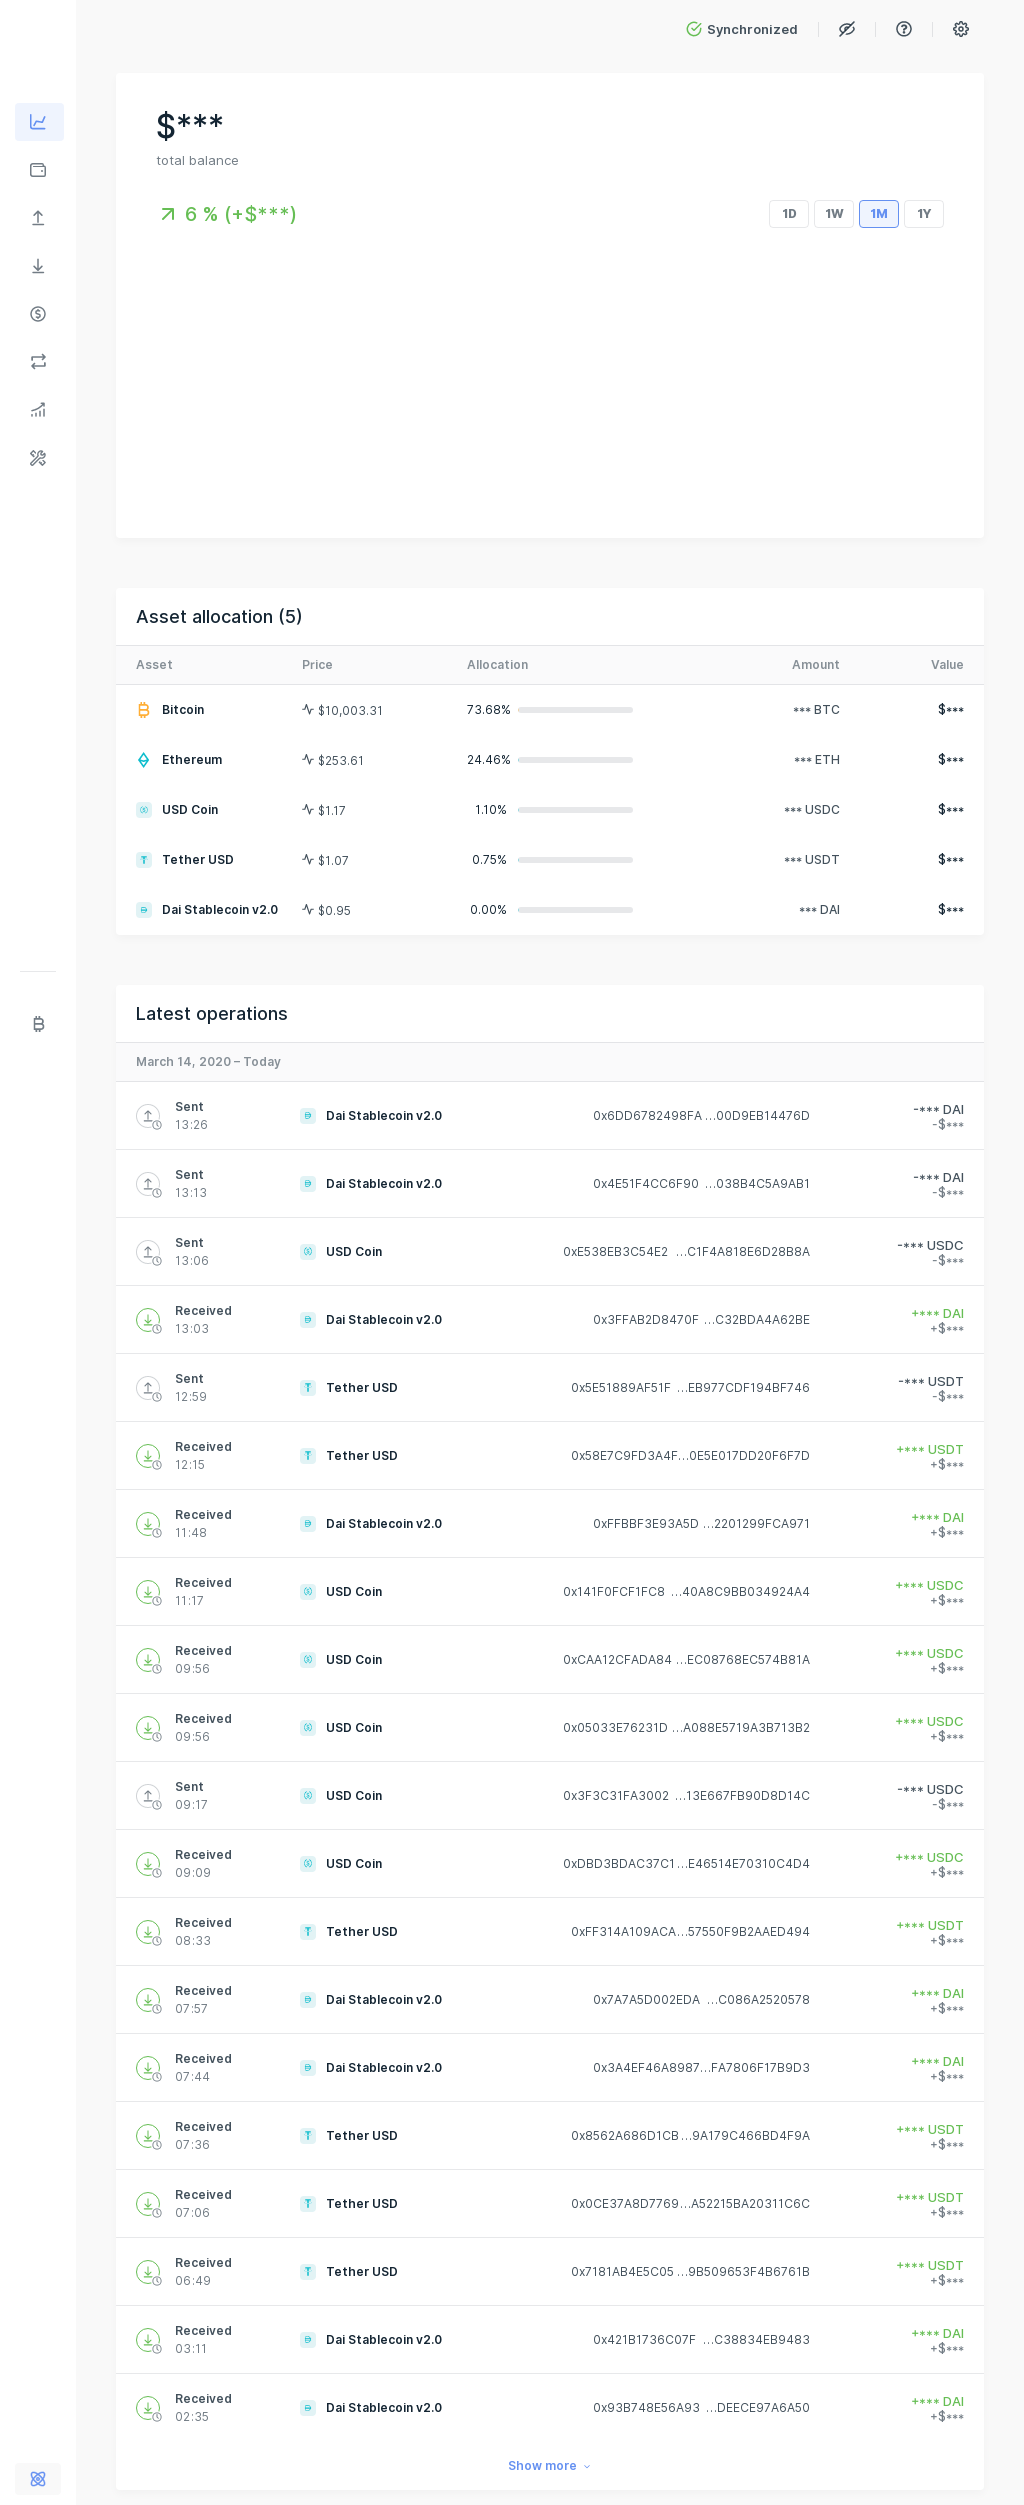 Synchronized
$***
total balance
6 % (+$***)
1D 1W 1M 1Y
Asset allocation (5)
Asset Price Allocation Amount Value
Bitcoin $10,003.31 73.68% *** BTC $***
Ethereum $253.61 24.46% *** ETH $***
USD Coin $1.17 1.10% *** USDC $***
Tether USD $1.07 0.75% *** USDT $***
Dai Stablecoin v2.0 $0.95 0.00% *** DAI $***
Latest operations
March 14, 2020 – Today
Sent
13:26
Dai Stablecoin v2.0 0x6DD6782498FA …00D9EB14476D
-*** DAI
-$***
Sent
13:13
Dai Stablecoin v2.0 0x4E51F4CC6F90 …038B4C5A9AB1
-*** DAI
-$***
Sent
13:06
USD Coin 0xE538EB3C54E2 …C1F4A818E6D28B8A
-*** USDC
-$***
Received
13:03
Dai Stablecoin v2.0 0x3FFAB2D8470F …C32BDA4A62BE
+*** DAI
+$***
Sent
12:59
Tether USD 0x5E51889AF51F …EB977CDF194BF746
-*** USDT
-$***
Received
12:15
Tether USD 0x58E7C9FD3A4F…0E5E017DD20F6F7D
+*** USDT
+$***
Received
11:48
Dai Stablecoin v2.0 0xFFBBF3E93A5D …2201299FCA971
+*** DAI
+$***
Received
11:17
USD Coin 0x141F0FCF1FC8 …40A8C9BB034924A4
+*** USDC
+$***
Received
09:56
USD Coin 0xCAA12CFADA84 …EC08768EC574B81A
+*** USDC
+$***
Received
09:56
USD Coin 0x05033E76231D …A088E5719A3B713B2
+*** USDC
+$***
Sent
09:17
USD Coin 0x3F3C31FA3002 …13E667FB90D8D14C
-*** USDC
-$***
Received
09:09
USD Coin 0xDBD3BDAC37C1 …E46514E70310C4D4
+*** USDC
+$***
Received
08:33
Tether USD 0xFF314A109ACA…57550F9B2AAED494
+*** USDT
+$***
Received
07:57
Dai Stablecoin v2.0 0x7A7A5D002EDA …C086A2520578
+*** DAI
+$***
Received
07:44
Dai Stablecoin v2.0 0x3A4EF46A8987…FA7806F17B9D3
+*** DAI
+$***
Received
07:36
Tether USD 0x8562A686D1CB …9A179C466BD4F9A
+*** USDT
+$***
Received
07:06
Tether USD 0x0CE37A8D7769…A52215BA20311C6C
+*** USDT
+$***
Received
06:49
Tether USD 0x7181AB4E5C05 …9B509653F4B6761B
+*** USDT
+$***
Received
03:11
Dai Stablecoin v2.0 0x421B1736C07F …C38834EB9483
+*** DAI
+$***
Received
02:35
Dai Stablecoin v2.0 0x93B748E56A93 …DEECE97A6A50
+*** DAI
+$***
Show more